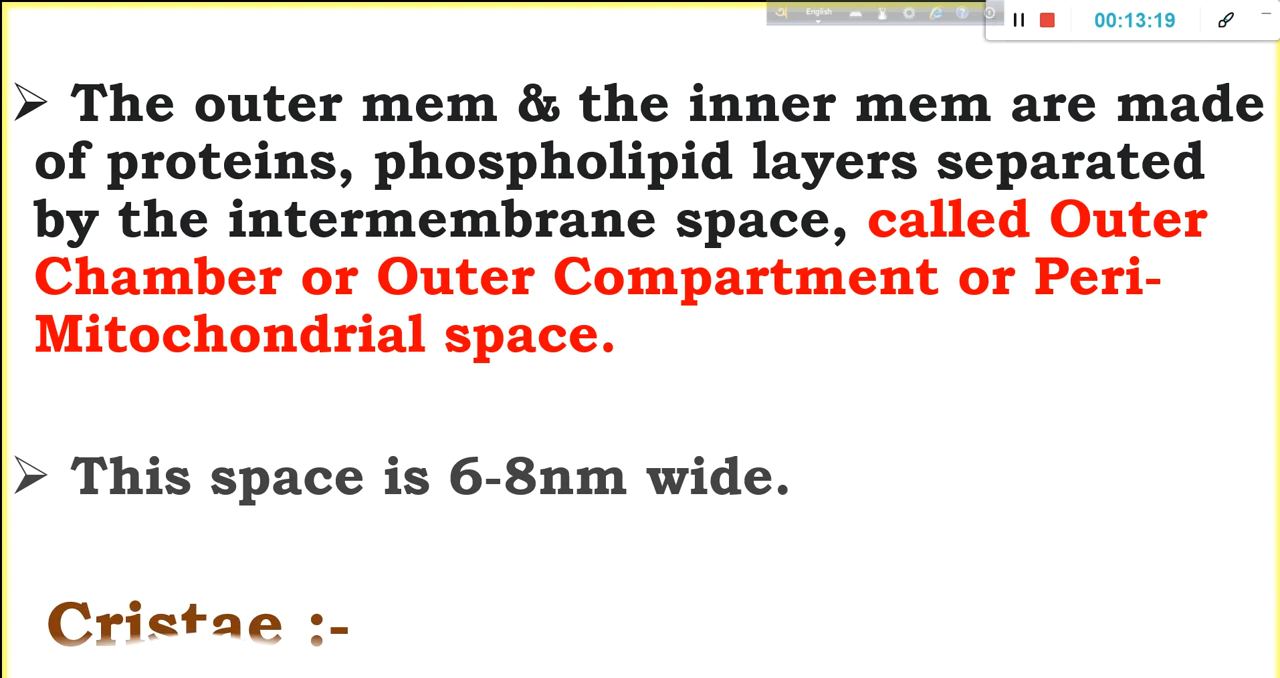 English
00:13:19
➢ The outer mem & the inner mem are made
of proteins, phospholipid layers separated
by the intermembrane space, called Outer
Chamber or Outer Compartment or Peri-
Mitochondrial space.
➢ This space is 6-8nm wide.
Cristae :-